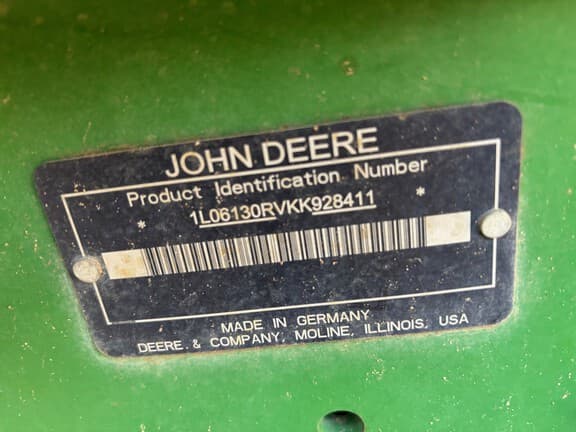 JOHN DEERE
Product Identification Number
* 1L06130RVKK928411 *
MADE IN GERMANY
DEERE & COMPANY, MOLINE, ILLINOIS, USA